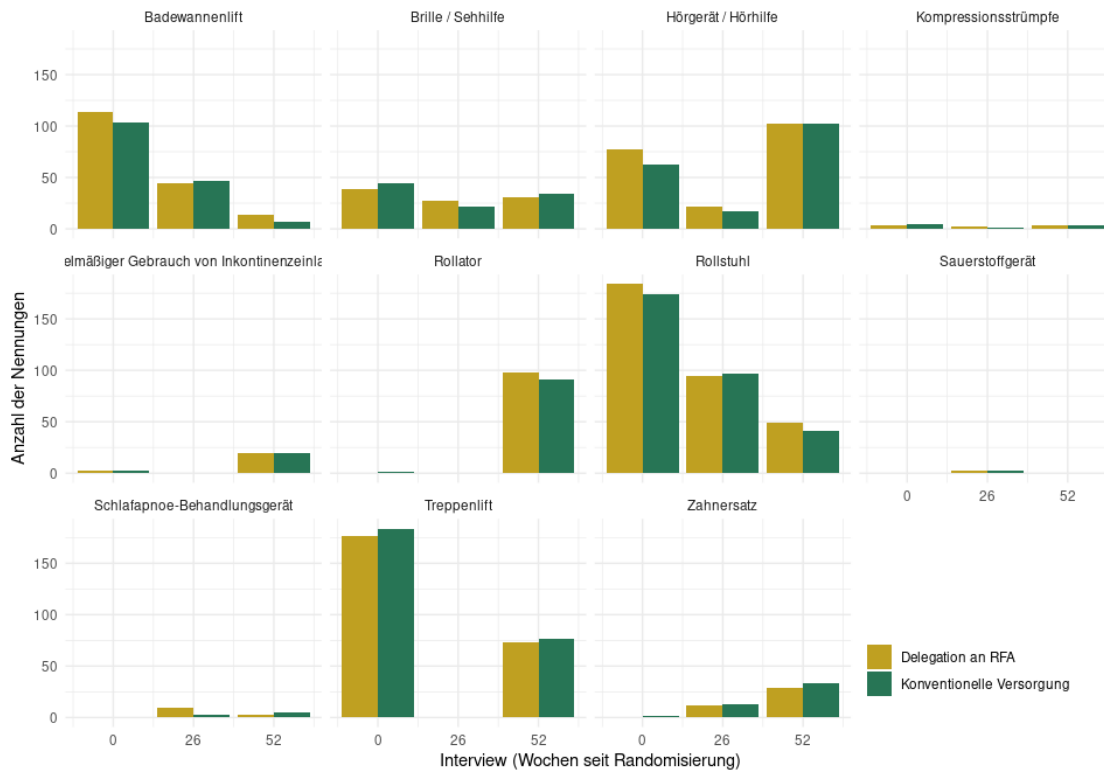 Badewannenlift Brille / Sehhilfe Hörgerät / Hörhilfe Kompressionsstrümpfe
150
100
50
0
elmäßiger Gebrauch von Inkontinenzeinla Rollator Rollstuhl Sauerstoffgerät
150
100
50
0
0 26 52
Schlafapnoe-Behandlungsgerät Treppenlift Zahnersatz
150
100
50
0
0 26 52 0 26 52 0 26 52
Anzahl der Nennungen
Interview (Wochen seit Randomisierung)
Delegation an RFA
Konventionelle Versorgung